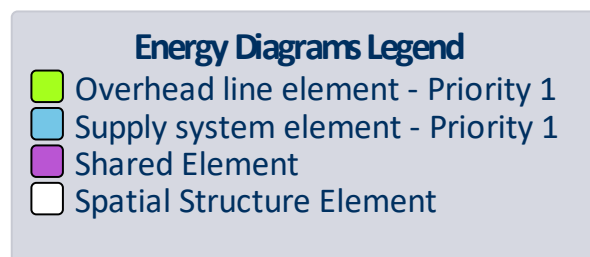 Energy Diagrams Legend
Overhead line element - Priority 1
Supply system element - Priority 1
Shared Element
Spatial Structure Element